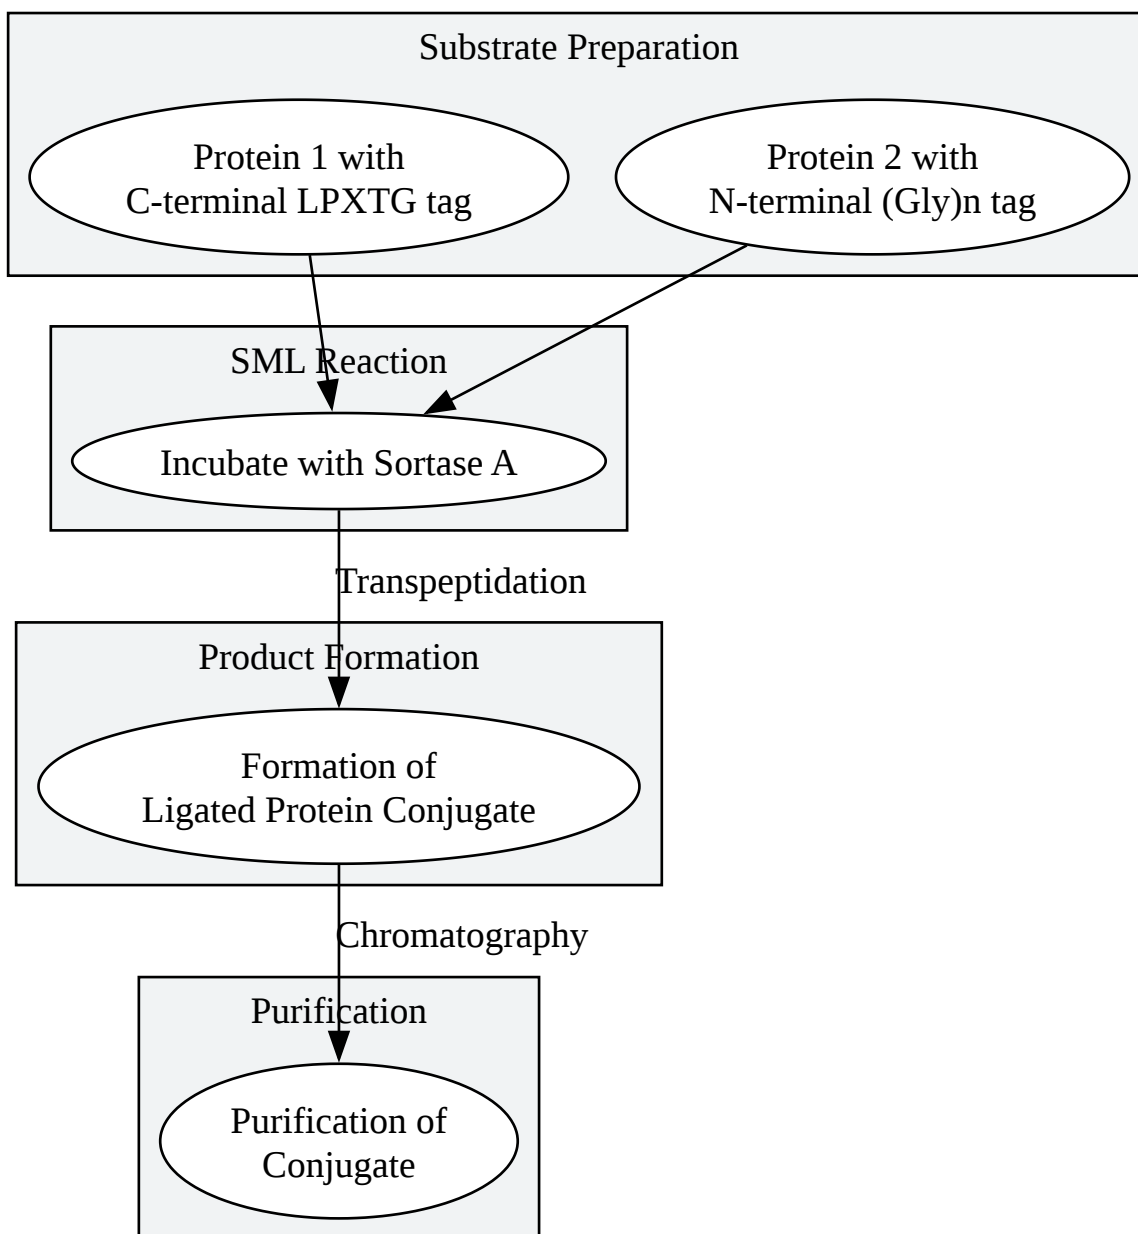 Substrate Preparation
Protein 1 with
C-terminal LPXTG tag
Protein 2 with
N-terminal (Gly)n tag
SML Reaction
Incubate with Sortase A
Transpeptidation
Product Formation
Formation of
Ligated Protein Conjugate
Chromatography
Purification
Purification of
Conjugate